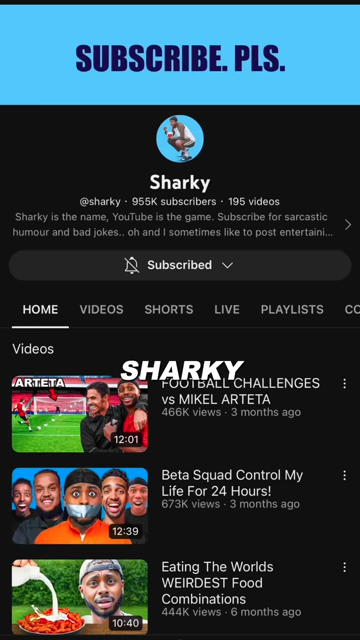 SUBSCRIBE. PLS.
Sharky
@sharky · 955K subscribers · 195 videos
Sharky is the name, YouTube is the game. Subscribe for sarcastic
humour and bad jokes.. oh and I sometimes like to post entertaini...
Subscribed
HOME VIDEOS SHORTS LIVE PLAYLISTS CO
Videos
SHARKY
ARTETA
12:01
FOOTBALL CHALLENGES
vs MIKEL ARTETA
466K views · 3 months ago
12:39
Beta Squad Control My
Life For 24 Hours!
673K views · 3 months ago
10:40
Eating The Worlds
WEIRDEST Food
Combinations
444K views · 6 months ago